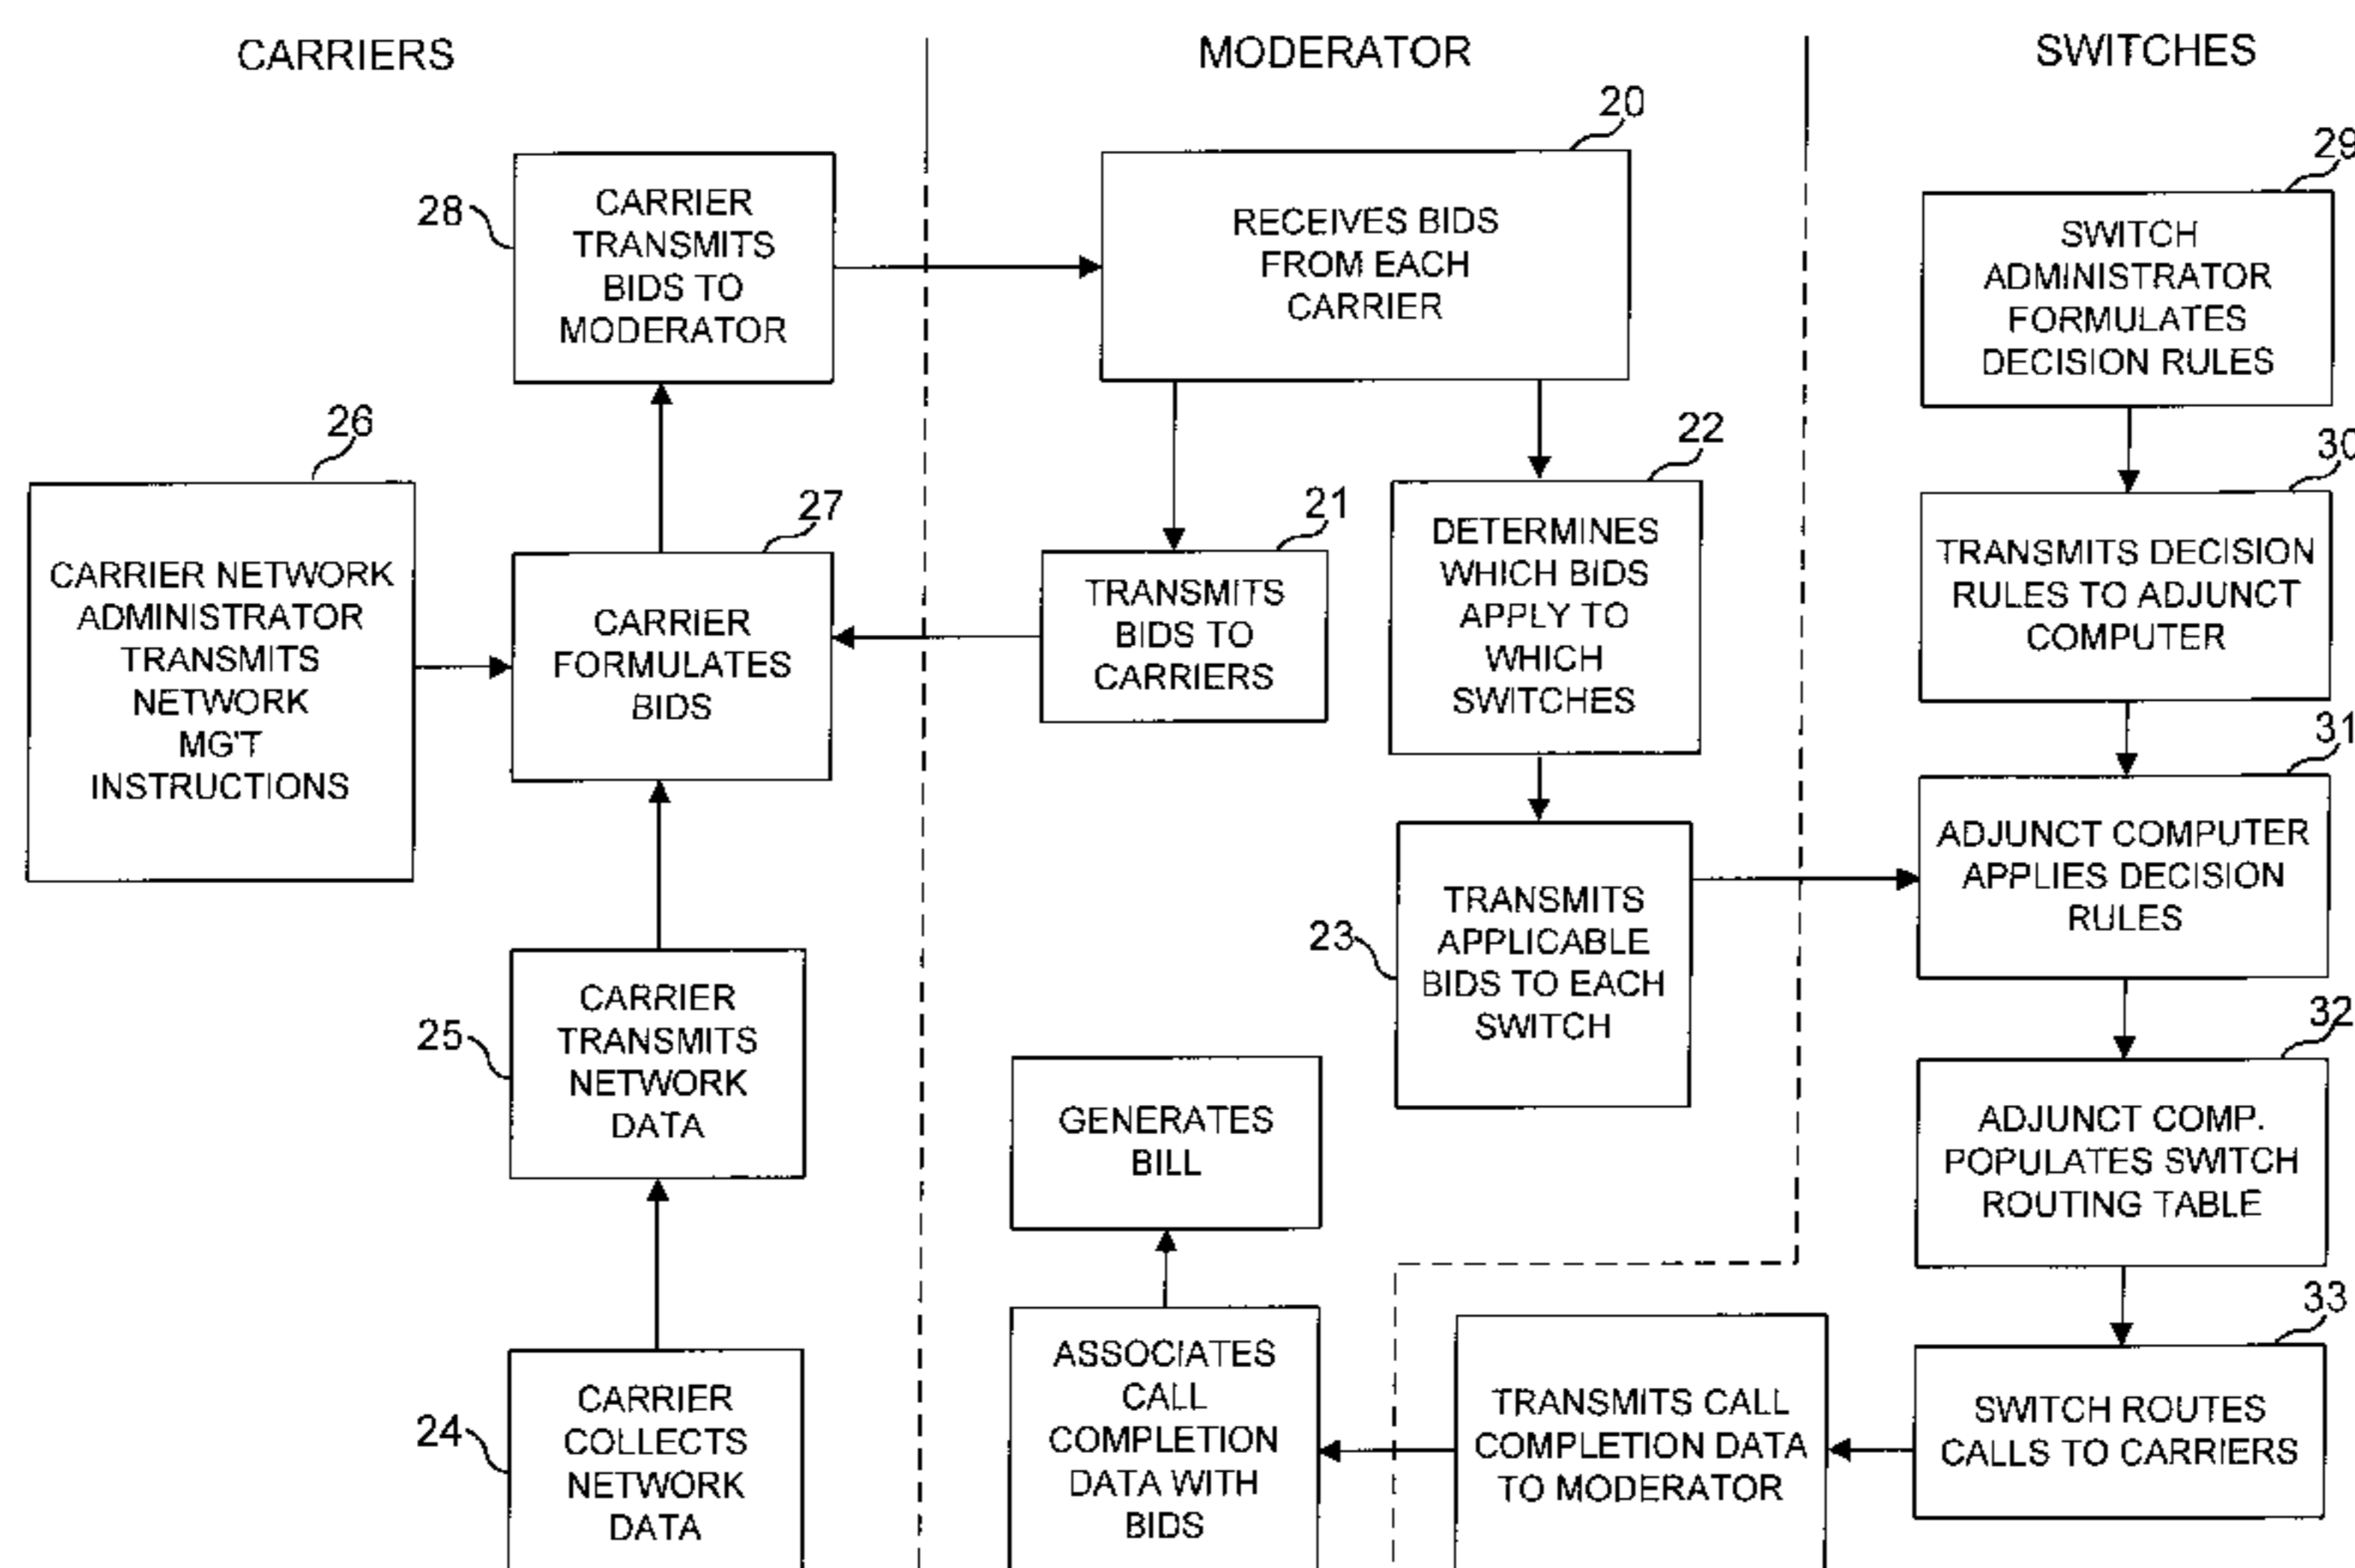 CARRIERS
MODERATOR
SWITCHES
28
CARRIER
TRANSMITS
BIDS TO
MODERATOR
26
CARRIER NETWORK
ADMINISTRATOR
TRANSMITS
NETWORK
MG'T
INSTRUCTIONS
27
CARRIER
FORMULATES
BIDS
25
CARRIER
TRANSMITS
NETWORK
DATA
24
CARRIER
COLLECTS
NETWORK
DATA
20
RECEIVES BIDS
FROM EACH
CARRIER
21
TRANSMITS
BIDS TO
CARRIERS
22
DETERMINES
WHICH BIDS
APPLY TO
WHICH
SWITCHES
23
TRANSMITS
APPLICABLE
BIDS TO EACH
SWITCH
GENERATES
BILL
ASSOCIATES
CALL
COMPLETION
DATA WITH
BIDS
29
SWITCH
ADMINISTRATOR
FORMULATES
DECISION RULES
30
TRANSMITS DECISION
RULES TO ADJUNCT
COMPUTER
31
ADJUNCT COMPUTER
APPLIES DECISION
RULES
32
ADJUNCT COMP.
POPULATES SWITCH
ROUTING TABLE
33
SWITCH ROUTES
CALLS TO CARRIERS
TRANSMITS CALL
COMPLETION DATA
TO MODERATOR